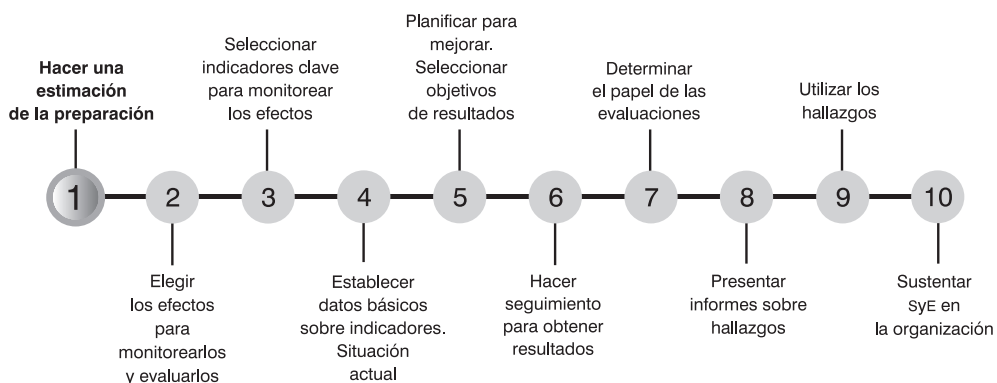 Hacer una
estimación
de la preparación
Seleccionar
indicadores clave
para monitorear
los efectos
Planificar para
mejorar.
Seleccionar
objetivos
de resultados
Determinar
el papel de las
evaluaciones
Utilizar los
hallazgos
1
2
3
4
5
6
7
8
9
10
Elegir
los efectos
para
monitorearlos
y evaluarlos
Establecer
datos básicos
sobre indicadores.
Situación
actual
Hacer
seguimiento
para obtener
resultados
Presentar
informes sobre
hallazgos
Sustentar
SyE en
la organización